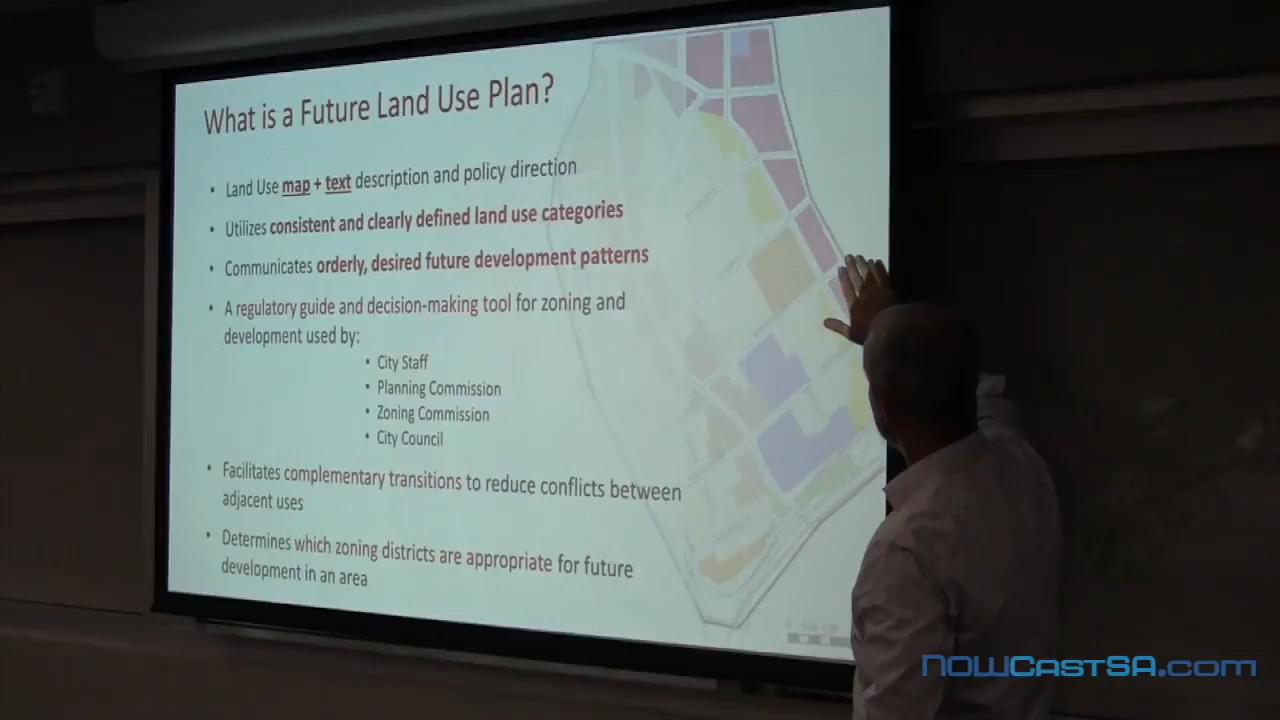 What is a Future Land Use Plan?
• Land Use map + text description and policy direction
• Utilizes consistent and clearly defined land use categories
• Communicates orderly, desired future development patterns
• A regulatory guide and decision-making tool for zoning and
development used by:
• City Staff
• Planning Commission
• Zoning Commission
• City Council
• Facilitates complementary transitions to reduce conflicts between
adjacent uses
• Determines which zoning districts are appropriate for future
development in an area
NOWCastSA.com